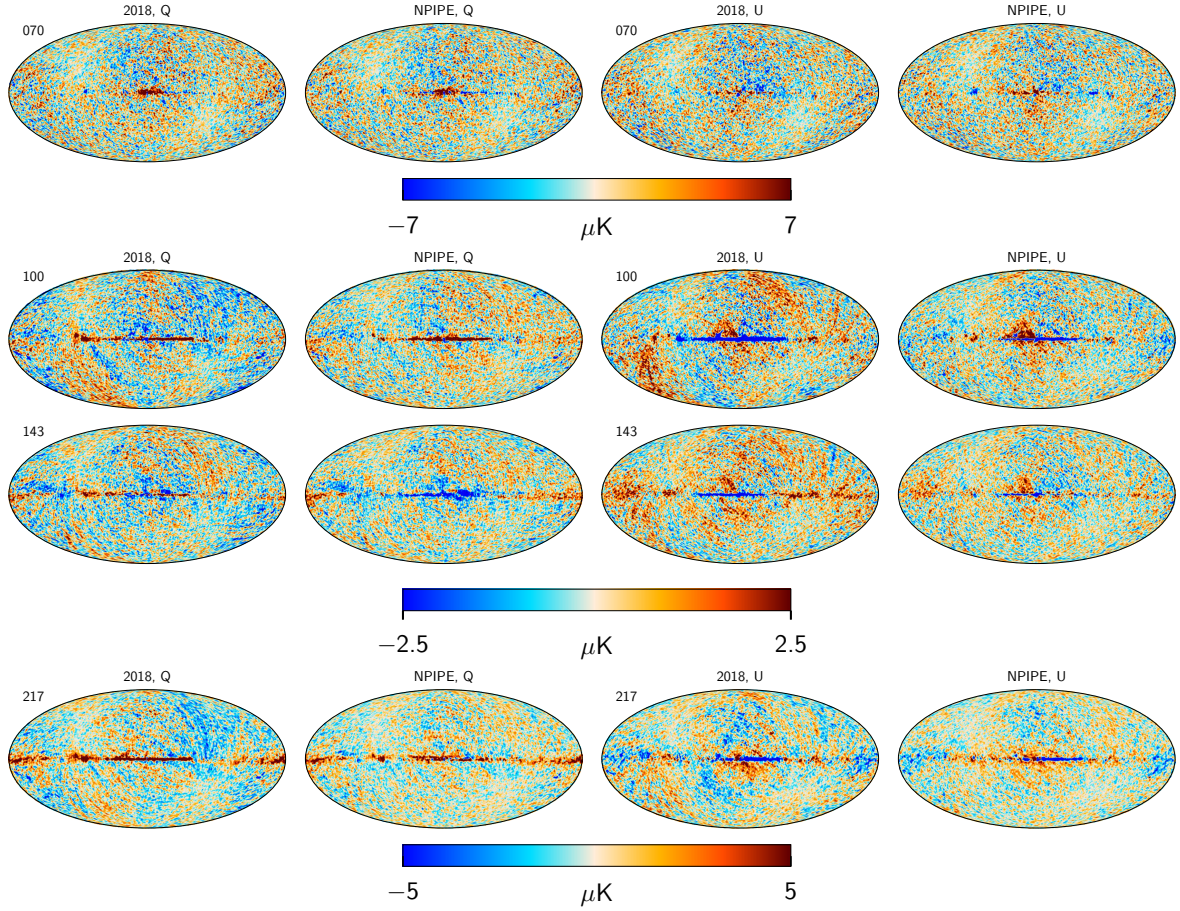 2018, Q NPIPE, Q 2018, U NPIPE, U
070 070
−7 μK 7
2018, Q NPIPE, Q 2018, U NPIPE, U
100 100
143 143
−2.5 μK 2.5
2018, Q NPIPE, Q 2018, U NPIPE, U
217 217
−5 μK 5